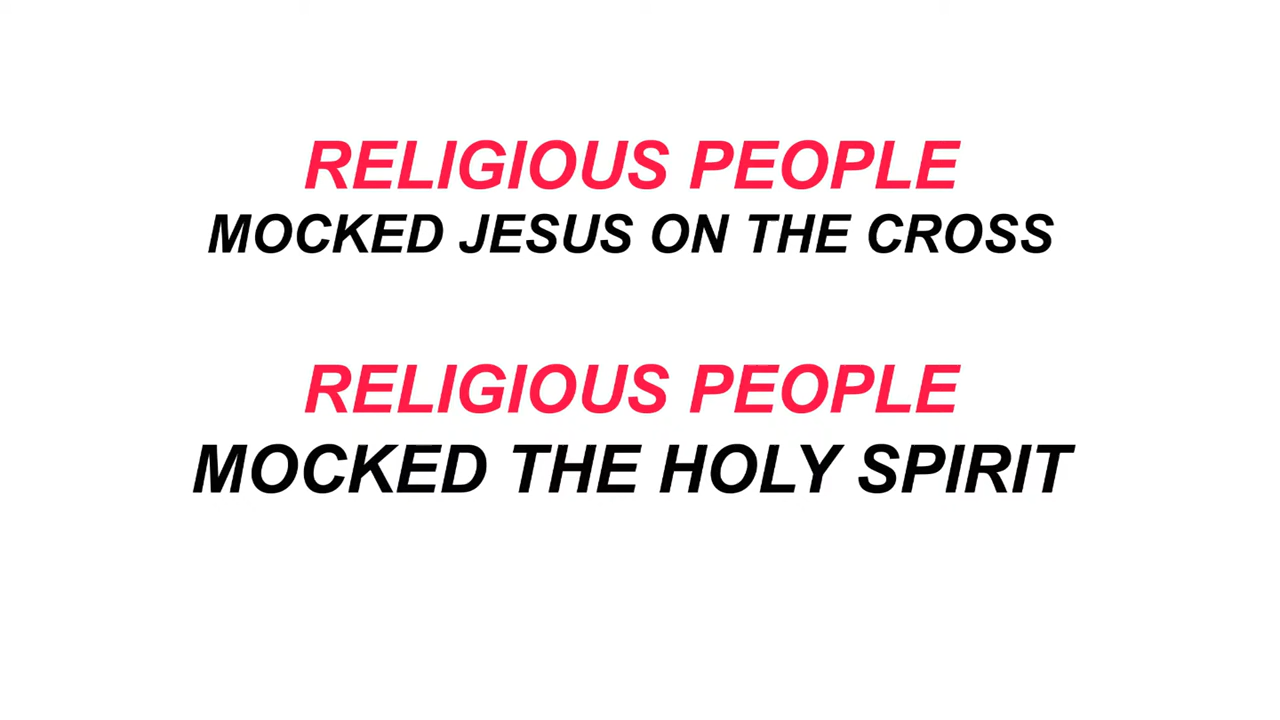 RELIGIOUS PEOPLE
MOCKED JESUS ON THE CROSS
RELIGIOUS PEOPLE
MOCKED THE HOLY SPIRIT